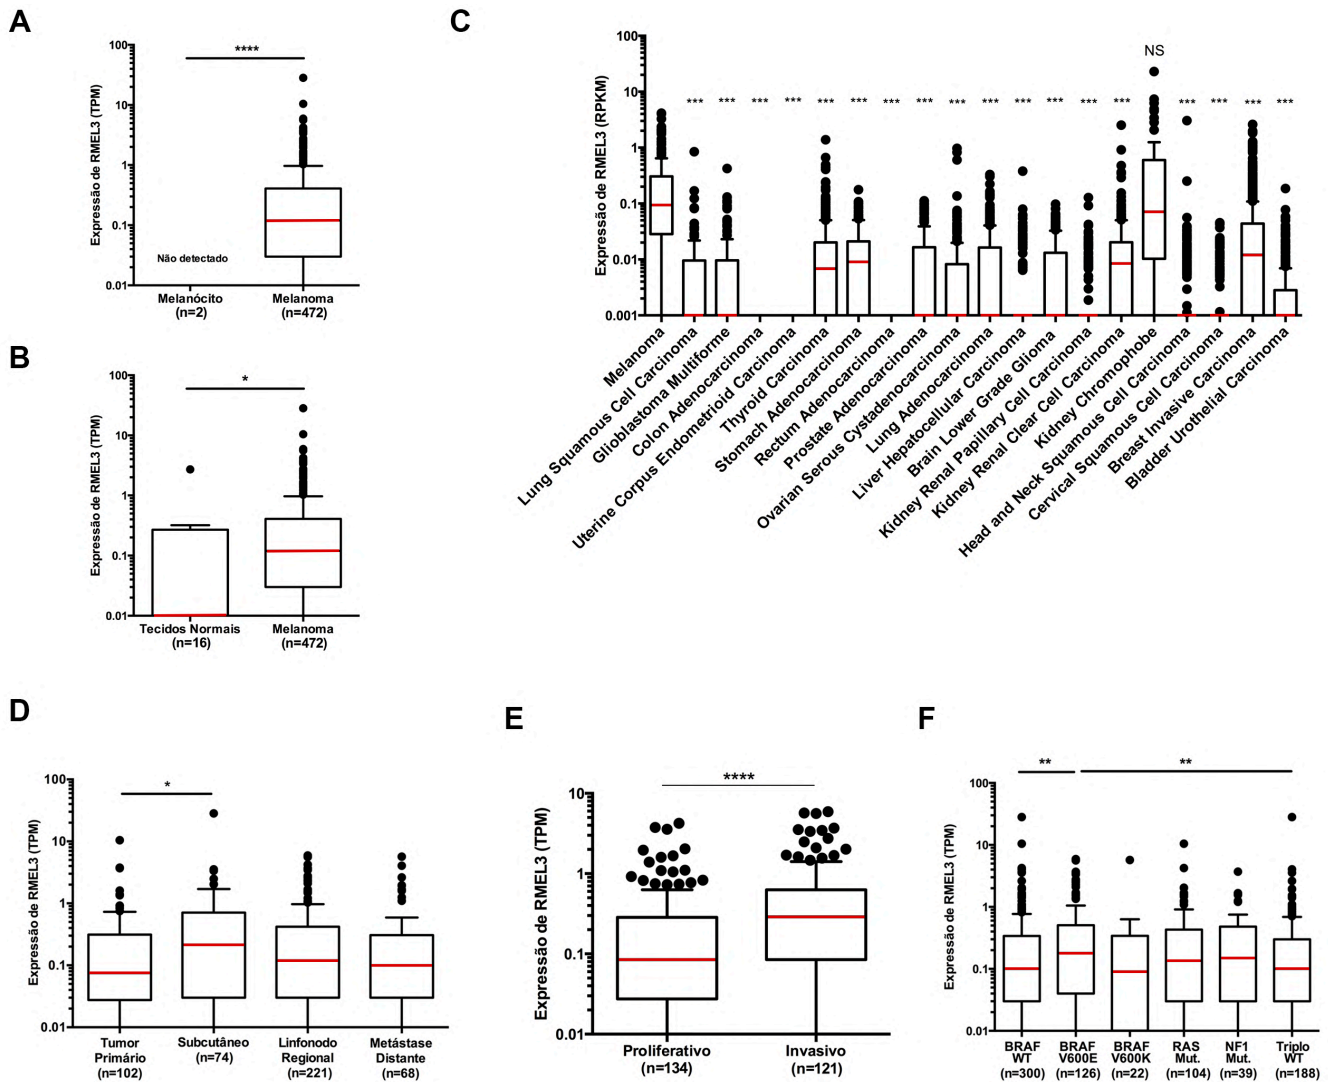 A
Expressão de RMEL3 (TPM)
100
10
1
0.1
0.01
****
Não detectado
Melanócito
(n=2)
Melanoma
(n=472)
B
Expressão de RMEL3 (TPM)
100
10
1
0.1
0.01
*
Tecidos Normais
(n=16)
Melanoma
(n=472)
C
Expressão de RMEL3 (RPKM)
100
10
1
0.1
0.01
0.001
*** *** *** *** *** *** *** *** *** *** *** *** *** *** NS *** *** *** ***
Melanoma
Lung Squamous Cell Carcinoma
Glioblastoma Multiforme
Colon Adenocarcinoma
Uterine Corpus Endometrioid Carcinoma
Thyroid Carcinoma
Stomach Adenocarcinoma
Rectum Adenocarcinoma
Prostate Adenocarcinoma
Ovarian Serous Cystadenocarcinoma
Lung Adenocarcinoma
Liver Hepatocellular Carcinoma
Brain Lower Grade Glioma
Kidney Renal Papillary Cell Carcinoma
Kidney Renal Clear Cell Carcinoma
Kidney Chromophobe
Head and Neck Squamous Cell Carcinoma
Cervical Squamous Cell Carcinoma
Breast Invasive Carcinoma
Bladder Urothelial Carcinoma
D
Expressão de RMEL3 (TPM)
100
10
1
0.1
0.01
*
Tumor
Primário
(n=102)
Subcutâneo
(n=74)
Linfonodo
Regional
(n=221)
Metástase
Distante
(n=68)
E
Expressão de RMEL3 (TPM)
10
1
0.1
0.01
****
Proliferativo
(n=134)
Invasivo
(n=121)
F
Expressão de RMEL3 (TPM)
100
10
1
0.1
0.01
**
**
BRAF
WT
(n=300)
BRAF
V600E
(n=126)
BRAF
V600K
(n=22)
RAS
Mut.
(n=104)
NF1
Mut.
(n=39)
Triplo
WT
(n=188)